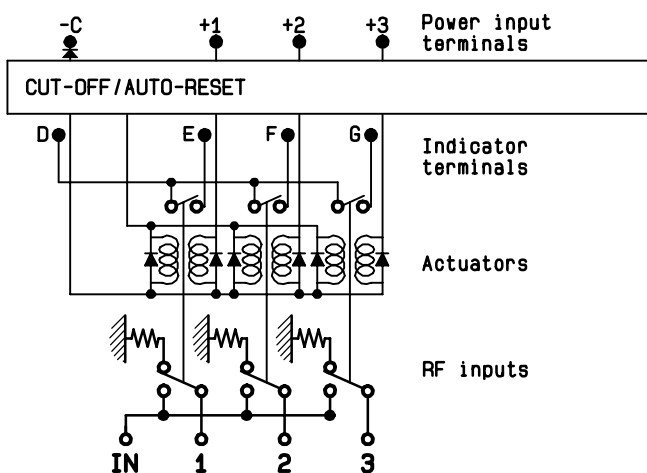 -C +1 +2 +3 Power input
terminals
CUT-OFF/AUTO-RESET
D E F G Indicator
terminals
Actuators
RF inputs
IN 1 2 3